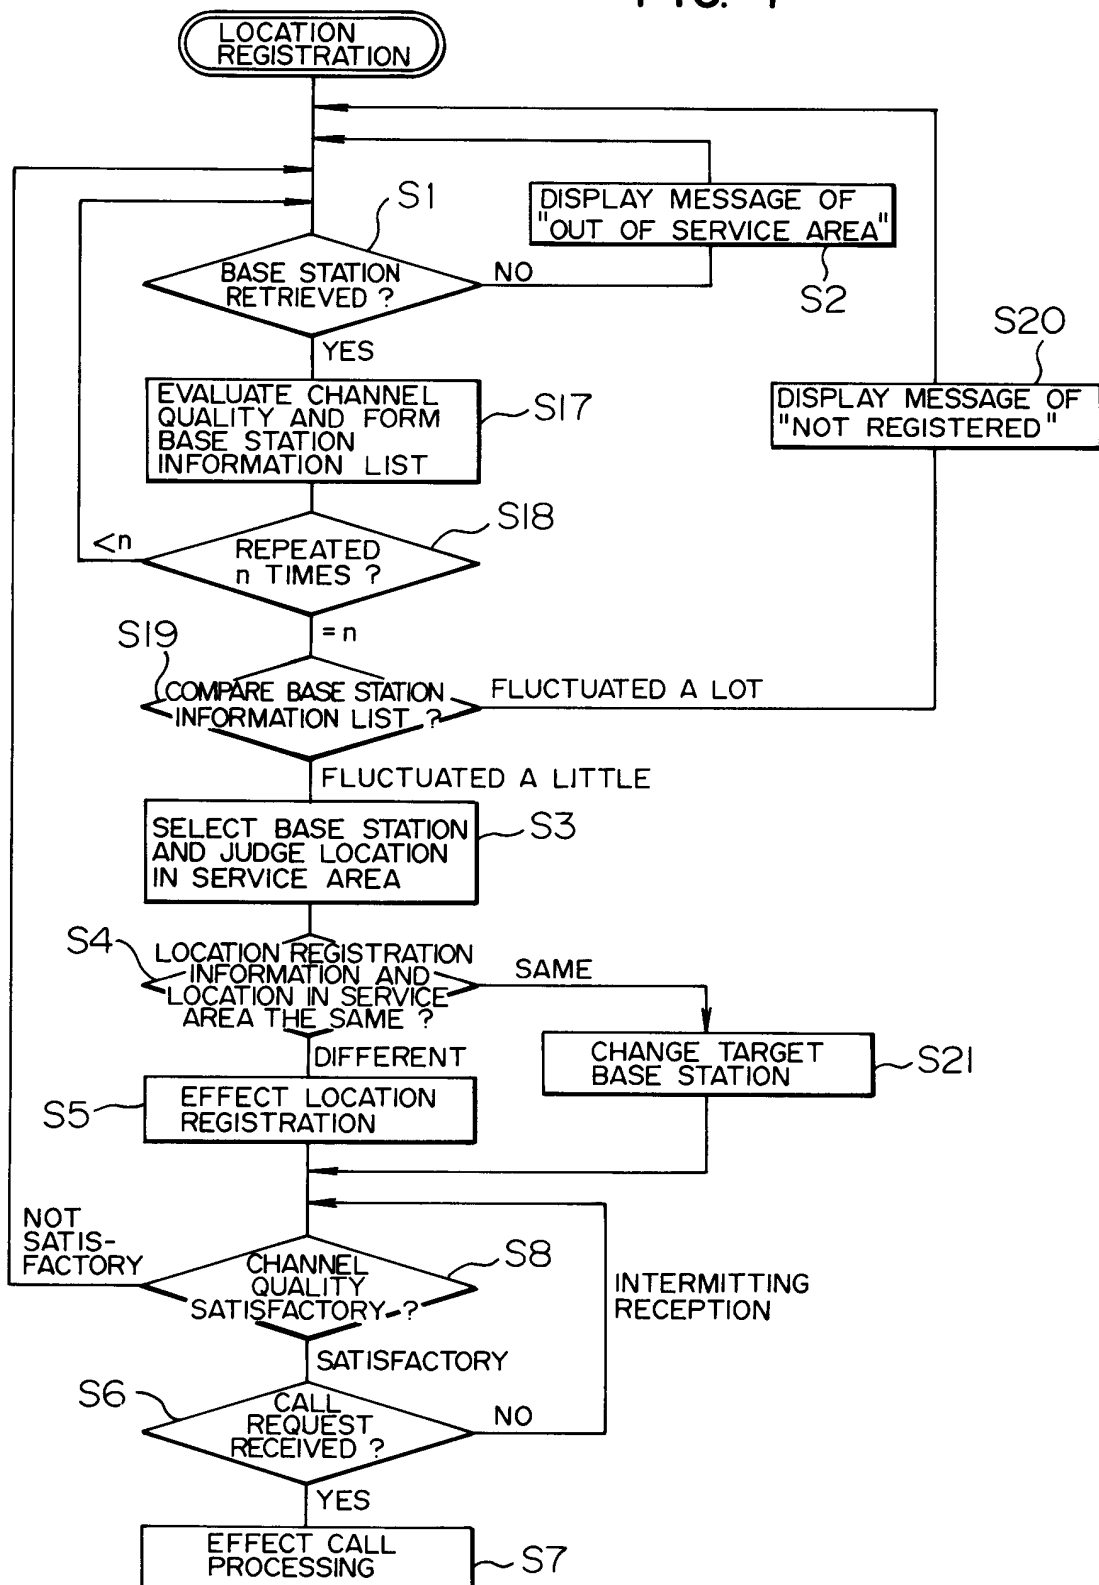 LOCATION
REGISTRATION
S1
DISPLAY MESSAGE OF
"OUT OF SERVICE AREA"
BASE STATION
RETRIEVED ?
NO
S2
YES
S20
EVALUATE CHANNEL
QUALITY AND FORM
BASE STATION
INFORMATION LIST
S17
DISPLAY MESSAGE OF
"NOT REGISTERED"
S18
<n
REPEATED
n TIMES ?
= n
S19
COMPARE BASE STATION
INFORMATION LIST ?
FLUCTUATED A LOT
FLUCTUATED A LITTLE
SELECT BASE STATION
AND JUDGE LOCATION
IN SERVICE AREA
S3
S4
LOCATION REGISTRATION
INFORMATION AND
LOCATION IN SERVICE
AREA THE SAME ?
SAME
DIFFERENT
CHANGE TARGET
BASE STATION
S21
S5
EFFECT LOCATION
REGISTRATION
NOT
SATIS-
FACTORY
CHANNEL
QUALITY
SATISFACTORY ?
S8
INTERMITTING
RECEPTION
SATISFACTORY
S6
CALL
REQUEST
RECEIVED ?
NO
YES
EFFECT CALL
PROCESSING
S7